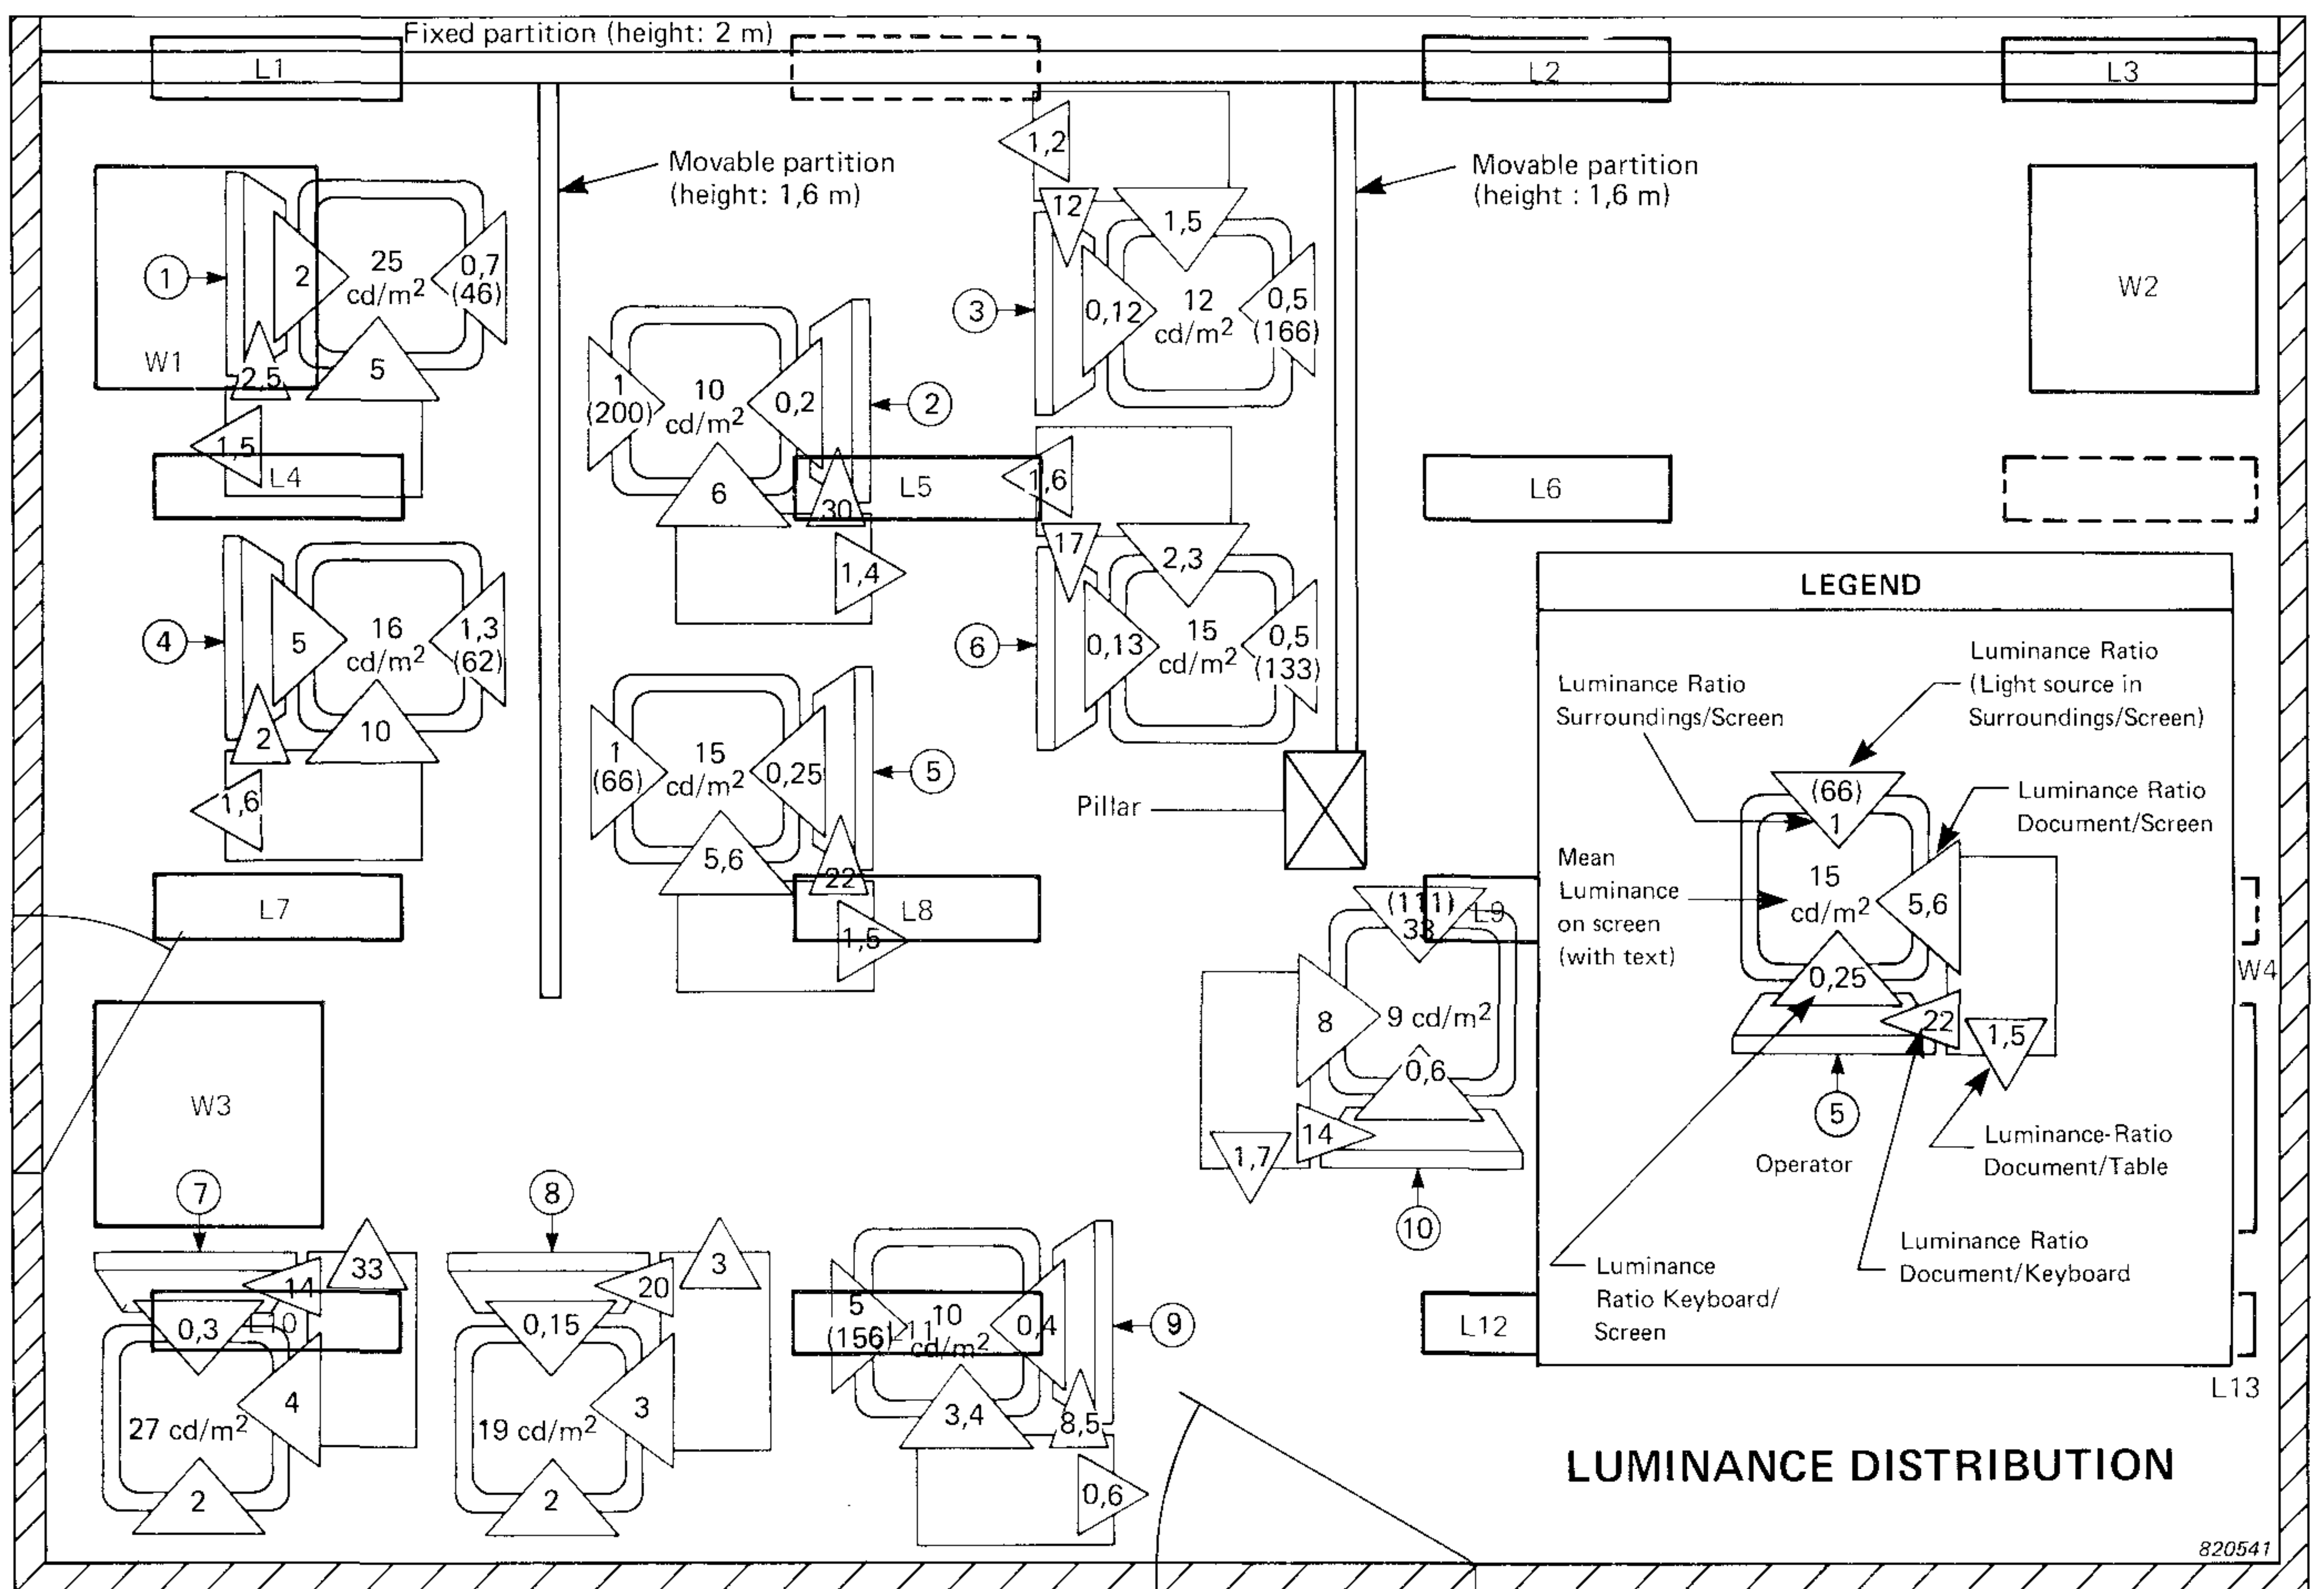 Fixed partition (height: 2 m)
L1
L2
L3
Movable partition
(height: 1,6 m)
Movable partition
(height : 1,6 m)
1,2
12
1,5
1
2
25
cd/m²
0,7
(46)
W1
2,5
5
1,5
L4
3
0,12
12
cd/m²
0,5
(166)
W2
1
(200)
10
cd/m²
0,2
2
6
30
L5
1,4
1,6
17
2,3
L6
4
5
16
cd/m²
1,3
(62)
2
10
1,6
6
0,13
15
cd/m²
0,5
(133)
1
(66)
15
cd/m²
0,25
5
5,6
22
L8
1,5
Pillar
L7
W3
(111)
33
L9
8
9 cd/m²
0,6
14
1,7
10
7
33
14
0,3
L10
4
27 cd/m²
2
8
3
20
0,15
3
19 cd/m²
2
5
(156)
L11
10
cd/m²
0,4
9
3,4
8,5
0,6
L12
LEGEND
Luminance Ratio
Surroundings/Screen
Luminance Ratio
(Light source in
Surroundings/Screen)
(66)
1
Luminance Ratio
Document/Screen
Mean
Luminance
on screen
(with text)
15
cd/m²
5,6
0,25
22
1,5
5
Operator
Luminance-Ratio
Document/Table
Luminance Ratio
Document/Keyboard
Luminance
Ratio Keyboard/
Screen
W4
L13
LUMINANCE DISTRIBUTION
820541